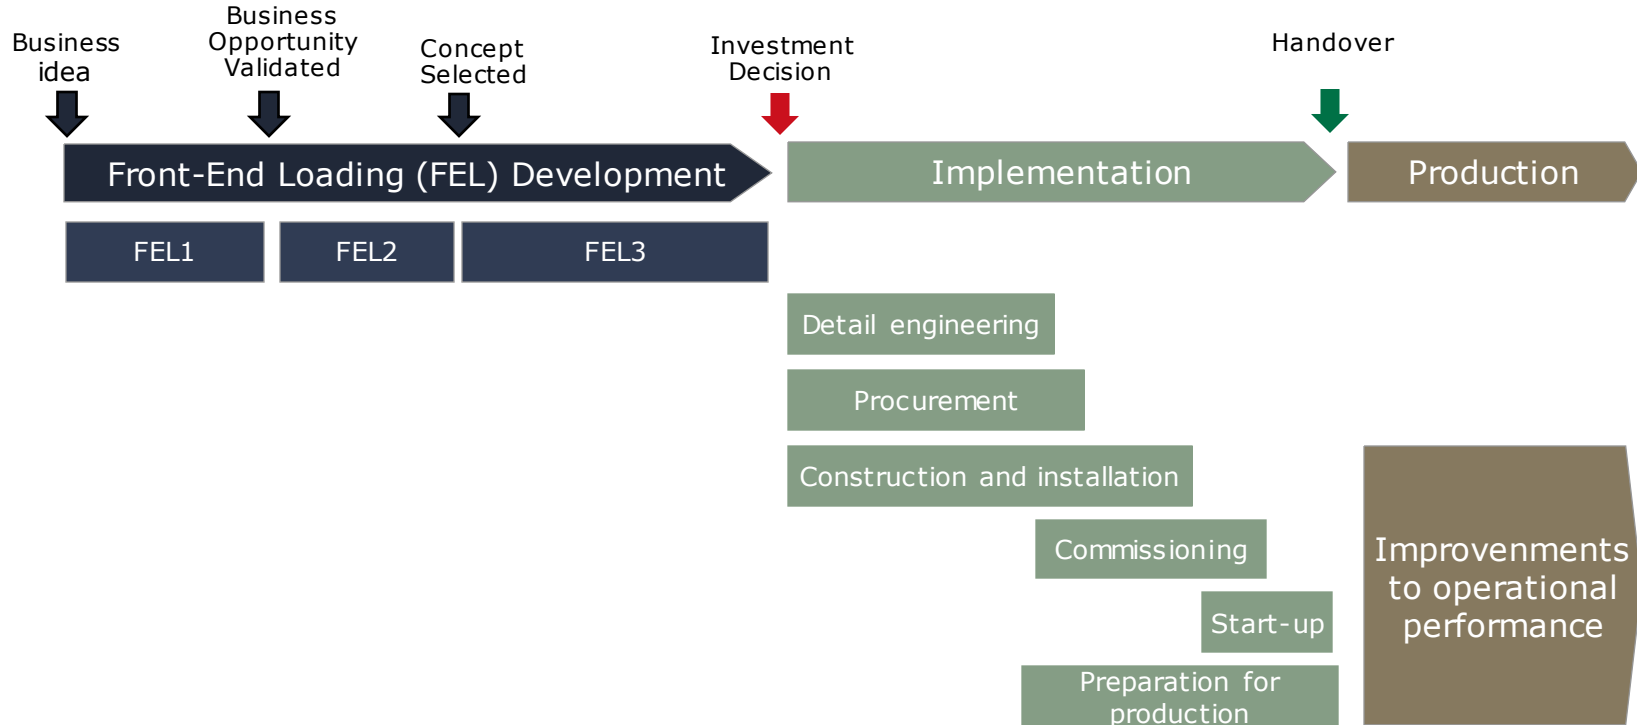 Business
idea
Business
Opportunity
Validated
Concept
Selected
Investment
Decision
Handover
Front-End Loading (FEL) Development
Implementation
Production
FEL1
FEL2
FEL3
Detail engineering
Procurement
Construction and installation
Commissioning
Start-up
Preparation for
production
Improvenments
to operational
performance